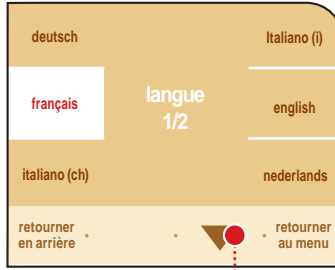 deutsch
Italiano (i)
français
langue
1/2
english
italiano (ch)
nederlands
retourner
en arrière
retourner
au menu